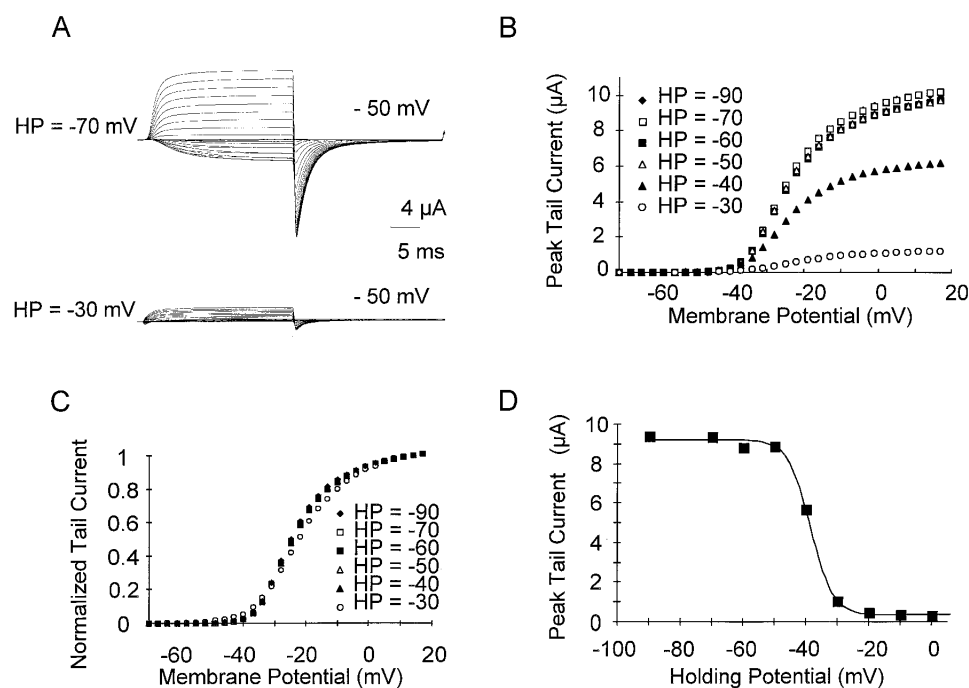 A
HP = -70 mV
- 50 mV
4 µA
5 ms
HP = -30 mV
- 50 mV
B
Peak Tail Current (µA)
10
8
6
4
2
0
HP = -90
HP = -70
HP = -60
HP = -50
HP = -40
HP = -30
-60
-40
-20
0
20
Membrane Potential (mV)
C
Normalized Tail Current
1
0.8
0.6
0.4
0.2
0
HP = -90
HP = -70
HP = -60
HP = -50
HP = -40
HP = -30
-60
-40
-20
0
20
Membrane Potential (mV)
D
Peak Tail Current (µA)
10
8
6
4
2
0
-100
-80
-60
-40
-20
0
Holding Potential (mV)